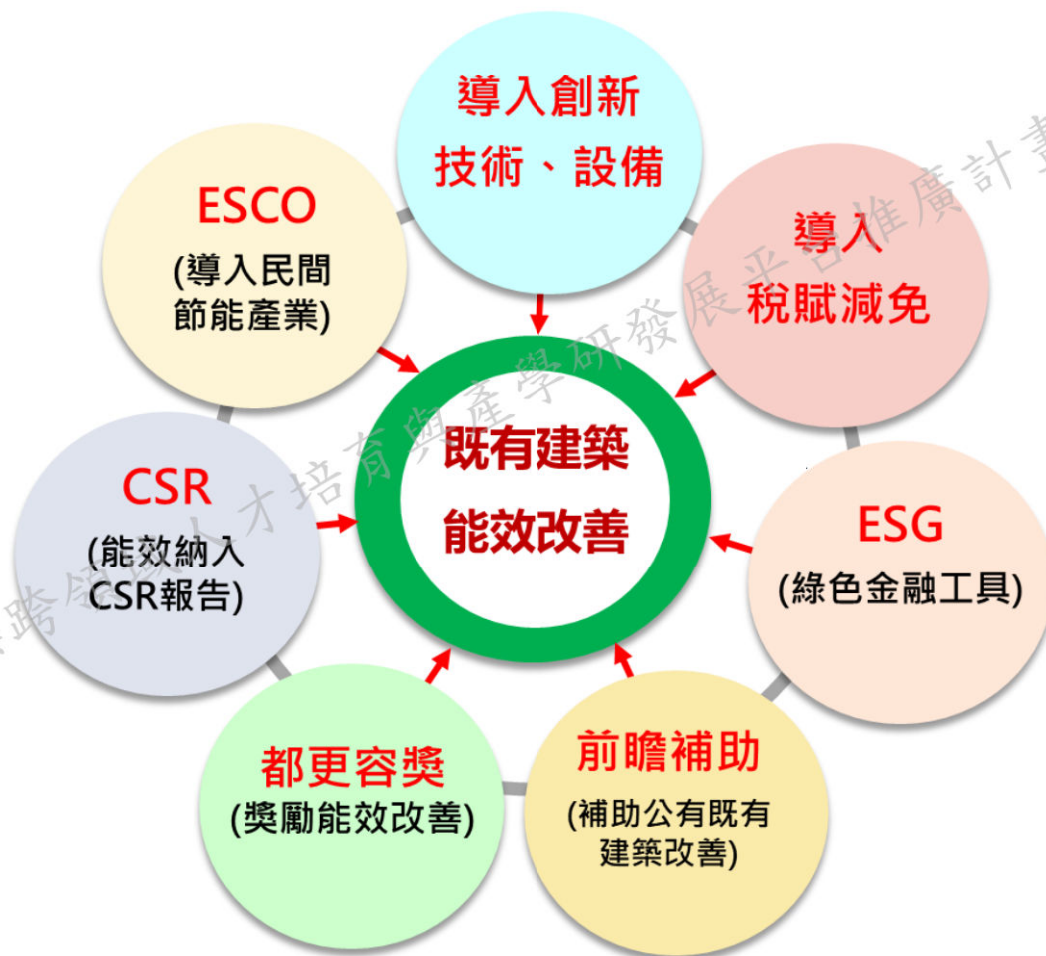 導入創新
技術、設備
導入
稅賦減免
ESG
(綠色金融工具)
前瞻補助
(補助公有既有
建築改善)
都更容獎
(獎勵能效改善)
CSR
(能效納入
CSR報告)
ESCO
(導入民間
節能產業)
既有建築
能效改善
跨領域人才培育與產學研發展平台推廣計畫